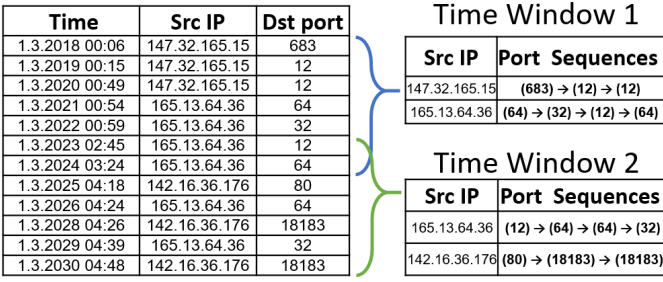 Time Src IP Dst port
1.3.2018 00:06 147.32.165.15 683
1.3.2019 00:15 147.32.165.15 12
1.3.2020 00:49 147.32.165.15 12
1.3.2021 00:54 165.13.64.36 64
1.3.2022 00:59 165.13.64.36 32
1.3.2023 02:45 165.13.64.36 12
1.3.2024 03:24 165.13.64.36 64
1.3.2025 04:18 142.16.36.176 80
1.3.2026 04:24 165.13.64.36 64
1.3.2028 04:26 142.16.36.176 18183
1.3.2029 04:39 165.13.64.36 32
1.3.2030 04:48 142.16.36.176 18183
Time Window 1
Src IP Port Sequences
147.32.165.15 (683) → (12) → (12)
165.13.64.36 (64) → (32) → (12) → (64)
Time Window 2
Src IP Port Sequences
165.13.64.36 (12) → (64) → (64) → (32)
142.16.36.176 (80) → (18183) → (18183)